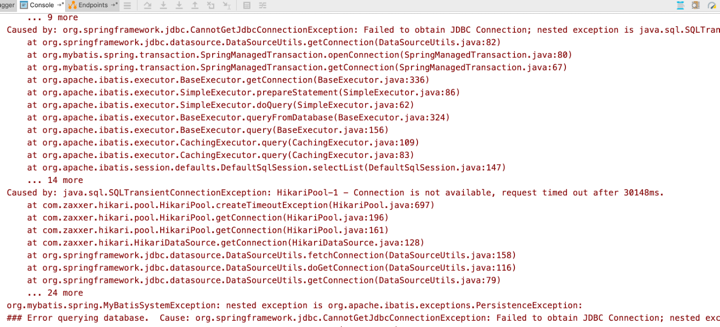 agger Console Endpoints
... 9 more
Caused by: org.springframework.jdbc.CannotGetJdbcConnectionException: Failed to obtain JDBC Connection; nested exception is java.sql.SQLTran
at org.springframework.jdbc.datasource.DataSourceUtils.getConnection(DataSourceUtils.java:82)
at org.mybatis.spring.transaction.SpringManagedTransaction.openConnection(SpringManagedTransaction.java:80)
at org.mybatis.spring.transaction.SpringManagedTransaction.getConnection(SpringManagedTransaction.java:67)
at org.apache.ibatis.executor.BaseExecutor.getConnection(BaseExecutor.java:336)
at org.apache.ibatis.executor.SimpleExecutor.prepareStatement(SimpleExecutor.java:86)
at org.apache.ibatis.executor.SimpleExecutor.doQuery(SimpleExecutor.java:62)
at org.apache.ibatis.executor.BaseExecutor.queryFromDatabase(BaseExecutor.java:324)
at org.apache.ibatis.executor.BaseExecutor.query(BaseExecutor.java:156)
at org.apache.ibatis.executor.CachingExecutor.query(CachingExecutor.java:109)
at org.apache.ibatis.executor.CachingExecutor.query(CachingExecutor.java:83)
at org.apache.ibatis.session.defaults.DefaultSqlSession.selectList(DefaultSqlSession.java:147)
... 14 more
Caused by: java.sql.SQLTransientConnectionException: HikariPool-1 - Connection is not available, request timed out after 30148ms.
at com.zaxxer.hikari.pool.HikariPool.createTimeoutException(HikariPool.java:697)
at com.zaxxer.hikari.pool.HikariPool.getConnection(HikariPool.java:196)
at com.zaxxer.hikari.pool.HikariPool.getConnection(HikariPool.java:161)
at com.zaxxer.hikari.HikariDataSource.getConnection(HikariDataSource.java:128)
at org.springframework.jdbc.datasource.DataSourceUtils.fetchConnection(DataSourceUtils.java:158)
at org.springframework.jdbc.datasource.DataSourceUtils.doGetConnection(DataSourceUtils.java:116)
at org.springframework.jdbc.datasource.DataSourceUtils.getConnection(DataSourceUtils.java:79)
... 24 more
org.mybatis.spring.MyBatisSystemException: nested exception is org.apache.ibatis.exceptions.PersistenceException:
### Error querying database.  Cause: org.springframework.jdbc.CannotGetJdbcConnectionException: Failed to obtain JDBC Connection; nested exc